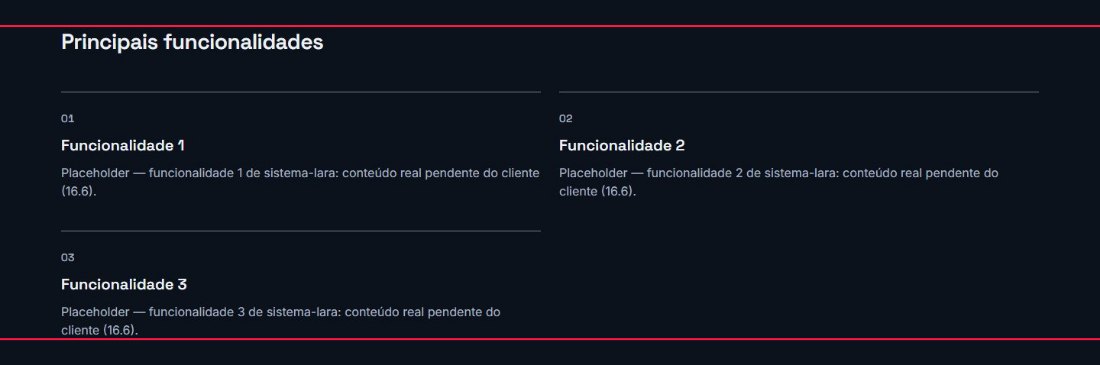 Principais funcionalidades
01
Funcionalidade 1
Placeholder — funcionalidade 1 de sistema-lara: conteúdo real pendente do cliente
(16.6).
02
Funcionalidade 2
Placeholder — funcionalidade 2 de sistema-lara: conteúdo real pendente do
cliente (16.6).
03
Funcionalidade 3
Placeholder — funcionalidade 3 de sistema-lara: conteúdo real pendente do
cliente (16.6).